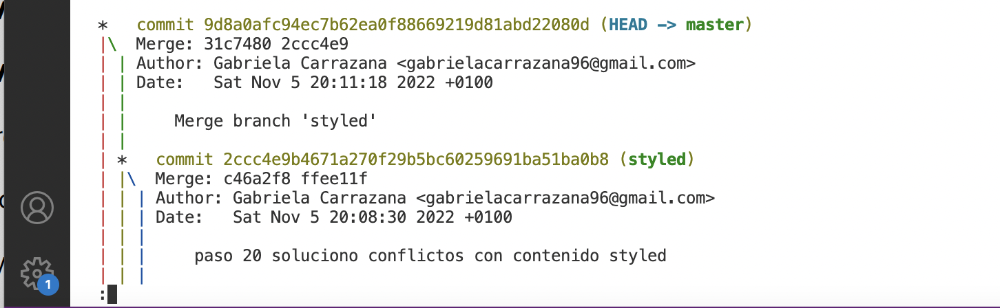 * commit 9d8a0afc94ec7b62ea0f88669219d81abd22080d (HEAD -> master)
|\ Merge: 31c7480 2ccc4e9
| | Author: Gabriela Carrazana <gabrielacarrazana96@gmail.com>
| | Date: Sat Nov 5 20:11:18 2022 +0100
| |
| | Merge branch 'styled'
| |
| * commit 2ccc4e9b4671a270f29b5bc60259691ba51ba0b8 (styled)
| |\ Merge: c46a2f8 ffee11f
| | | Author: Gabriela Carrazana <gabrielacarrazana96@gmail.com>
| | | Date: Sat Nov 5 20:08:30 2022 +0100
| | |
| | | paso 20 soluciono conflictos con contenido styled
| | |
:
1